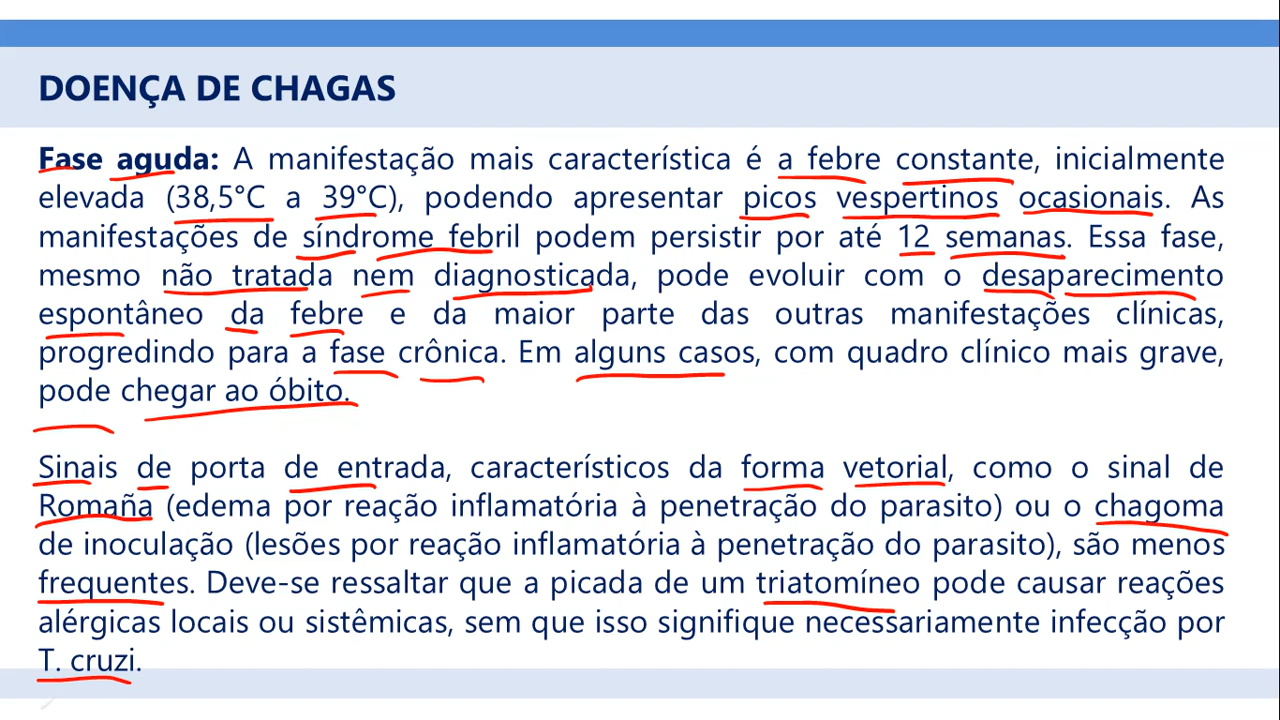 DOENÇA DE CHAGAS
Fase aguda: A manifestação mais característica é a febre constante, inicialmente
elevada (38,5°C a 39°C), podendo apresentar picos vespertinos ocasionais. As
manifestações de síndrome febril podem persistir por até 12 semanas. Essa fase,
mesmo não tratada nem diagnosticada, pode evoluir com o desaparecimento
espontâneo da febre e da maior parte das outras manifestações clínicas,
progredindo para a fase crônica. Em alguns casos, com quadro clínico mais grave,
pode chegar ao óbito.
Sinais de porta de entrada, característicos da forma vetorial, como o sinal de
Romaña (edema por reação inflamatória à penetração do parasito) ou o chagoma
de inoculação (lesões por reação inflamatória à penetração do parasito), são menos
frequentes. Deve-se ressaltar que a picada de um triatomíneo pode causar reações
alérgicas locais ou sistêmicas, sem que isso signifique necessariamente infecção por
T. cruzi.